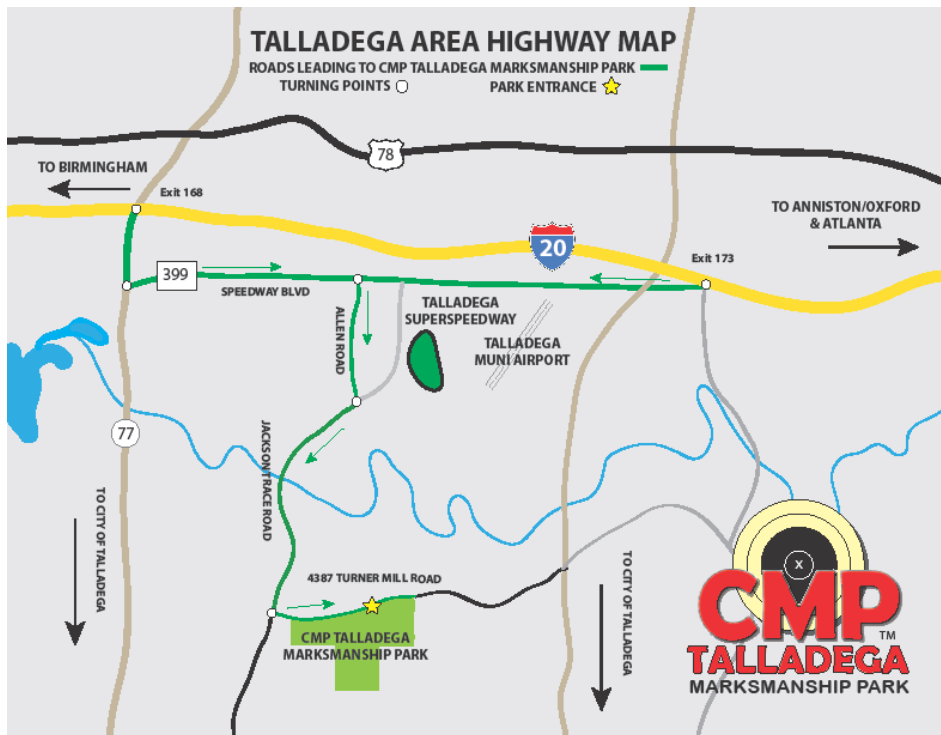 TALLADEGA AREA HIGHWAY MAP
ROADS LEADING TO CMP TALLADEGA MARKSMANSHIP PARK
TURNING POINTS
PARK ENTRANCE
78
TO BIRMINGHAM
Exit 168
TO ANNISTON/OXFORD
& ATLANTA
20
Exit 173
399
SPEEDWAY BLVD
ALLEN ROAD
TALLADEGA
SUPERSPEEDWAY
TALLADEGA
MUNI AIRPORT
77
JACKSON TRACE ROAD
TO CITY OF TALLADEGA
4387 TURNER MILL ROAD
CMP TALLADEGA
MARKSMANSHIP PARK
TO CITY OF TALLADEGA
X
CMP
TM
TALLADEGA
MARKSMANSHIP PARK